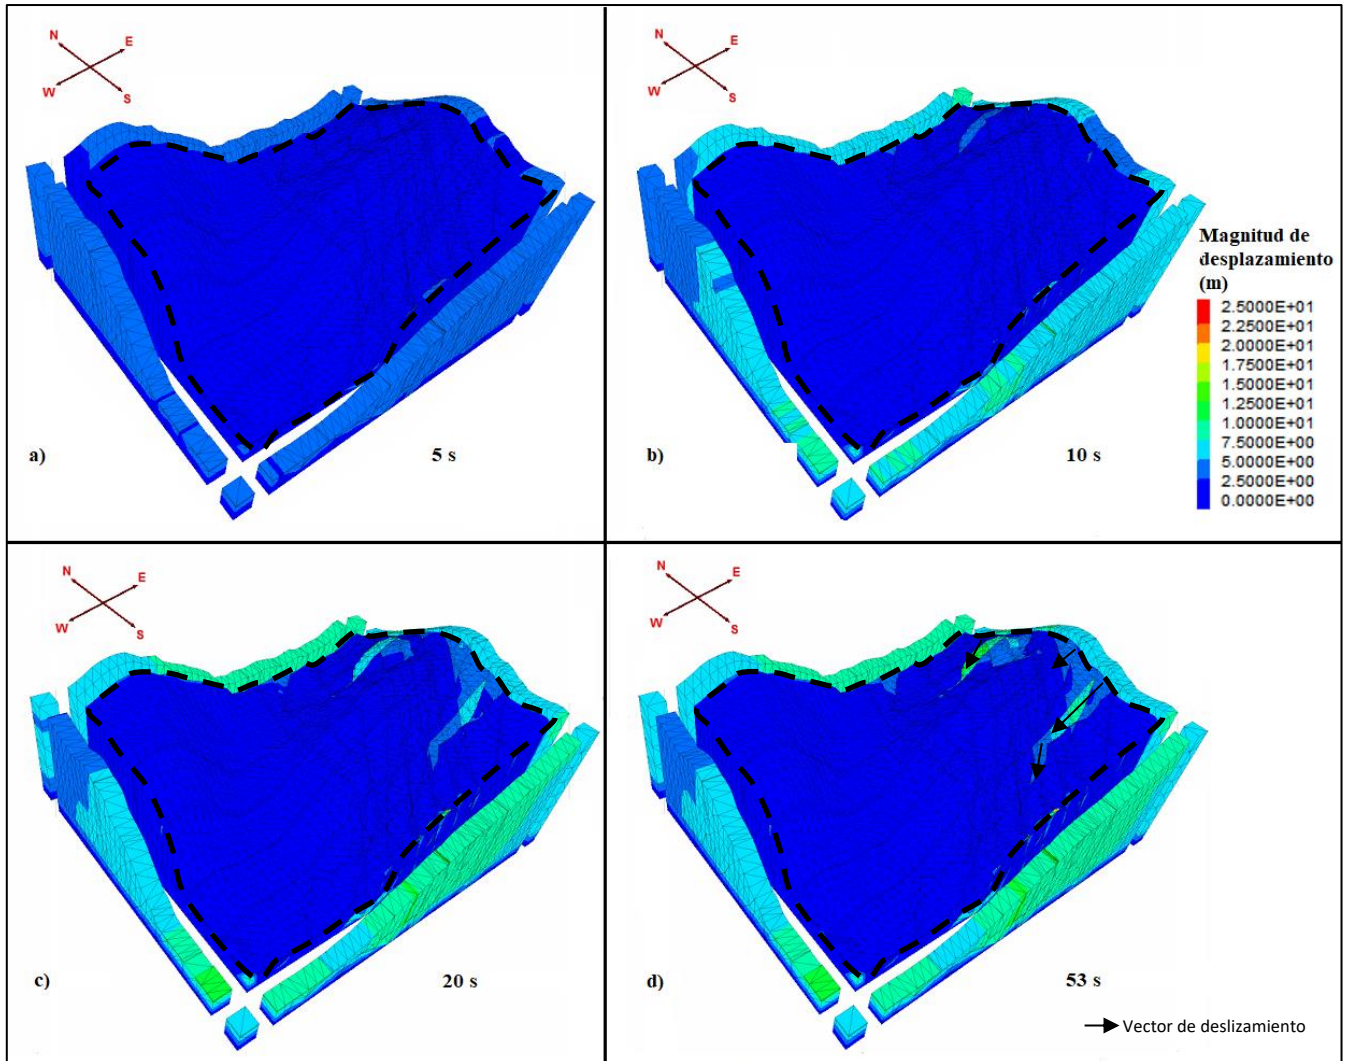 N
E
W
S
a)
5 s
N
E
W
S
b)
10 s
Magnitud de
desplazamiento
(m)
2.5000E+01
2.2500E+01
2.0000E+01
1.7500E+01
1.5000E+01
1.2500E+01
1.0000E+01
7.5000E+00
5.0000E+00
2.5000E+00
0.0000E+00
N
E
W
S
c)
20 s
N
E
W
S
d)
53 s
Vector de deslizamiento